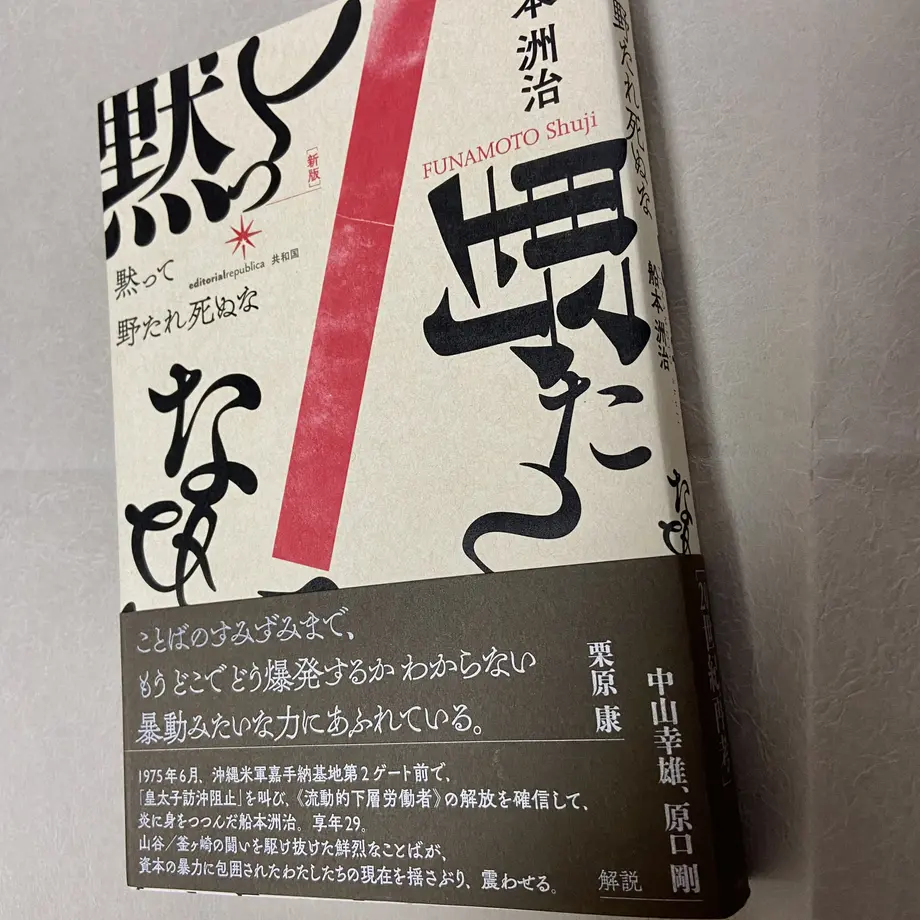 黙って
[新版]
editorialrepublica 共和国
黙って
野たれ死ぬな
本洲治
FUNAMOTO Shuji
野たれ
死ぬな
ことばのすみずみまで、
もう どこで どう爆発するか わからない
暴動みたいな力にあふれている。
栗原 康
1975年6月、沖縄米軍嘉手納基地第2ゲート前で、
「皇太子訪沖阻止」を叫び、《流動的下層労働者》の解放を確信して、
炎に身をつつんだ船本洲治。享年29。
山谷/釜ヶ崎の闘いを駆け抜けた鮮烈なことばが、
資本の暴力に包囲されたわたしたちの現在を揺さぶり、震わせる。
中山幸雄、原口 剛
解説
野たれ死ぬな
船本洲治